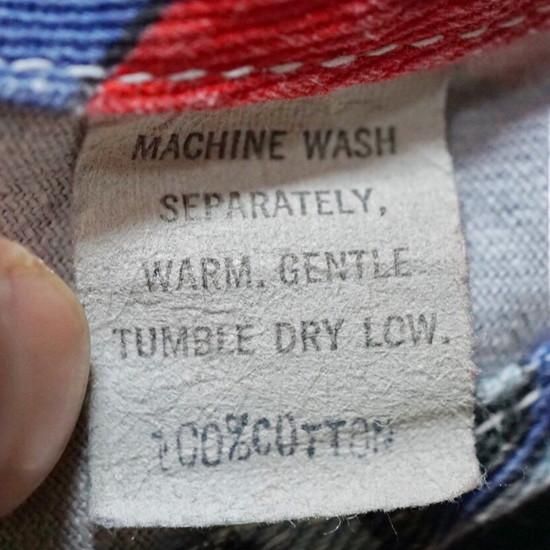 MACHINE WASH
SEPARATELY,
WARM. GENTLE
TUMBLE DRY LOW.
100%COTTON